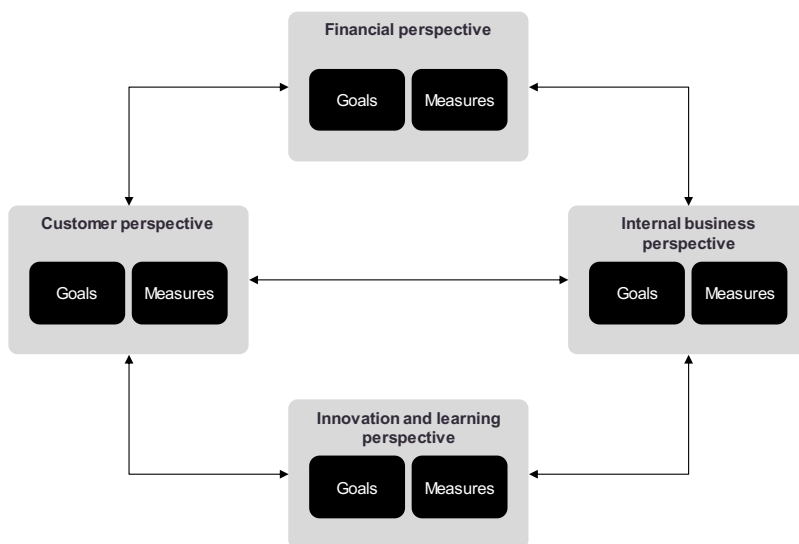 Financial perspective
Goals
Measures
Customer perspective
Goals
Measures
Internal business
perspective
Goals
Measures
Innovation and learning
perspective
Goals
Measures